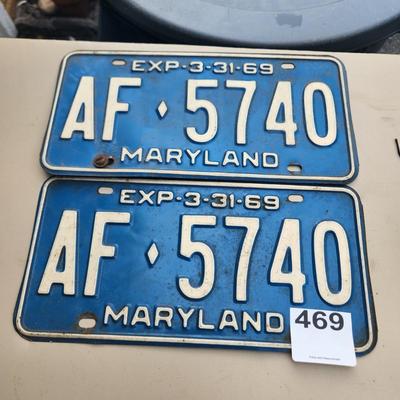 EXP-3-31-69
AF ⬨ 5740
MARYLAND
EXP-3-31-69
AF ⬨ 5740
MARYLAND
469